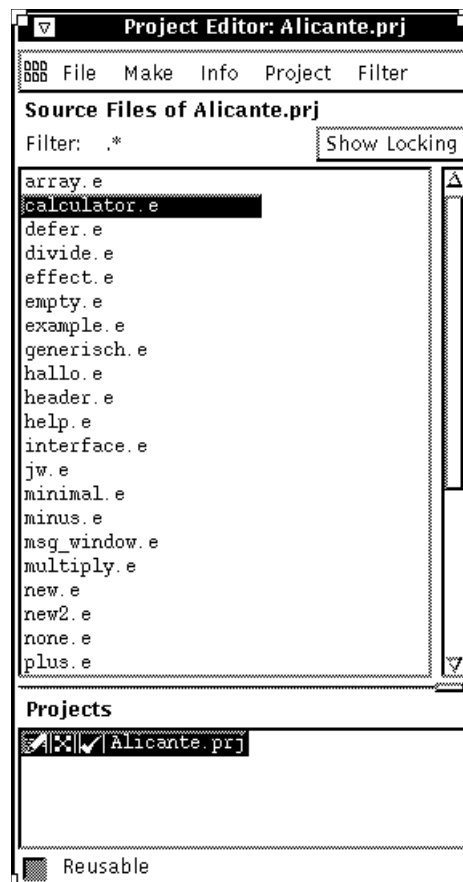 Project Editor: Alicante.prj
File Make Info Project Filter
Source Files of Alicante.prj
Filter: .* Show Locking
array.e
calculator.e
defer.e
divide.e
effect.e
empty.e
example.e
generisch.e
hallo.e
header.e
help.e
interface.e
jw.e
minimal.e
minus.e
msg_window.e
multiply.e
new.e
new2.e
none.e
plus.e
Projects
Alicante.prj
Reusable